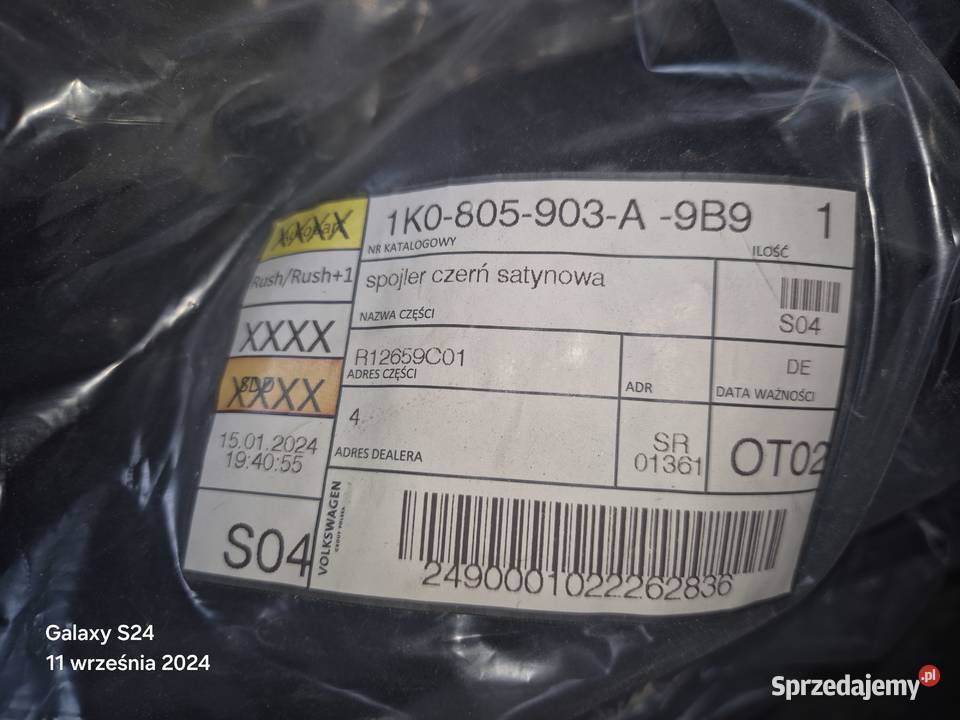 XXXX
1K0-805-903-A -9B9
1
NR KATALOGOWY
ILOŚĆ
Rush/Rush+1
spojler czerń satynowa
NAZWA CZĘŚCI
S04
XXXX
R12659C01
ADRES CZĘŚCI
ADR
DE
DATA WAŻNOŚCI
XXXX
4
ADRES DEALERA
SR
01361
OT02
15.01.2024
19:40:55
S04
VOLKSWAGEN
2490001022262836
Galaxy S24
11 września 2024
Sprzedajemy.pl